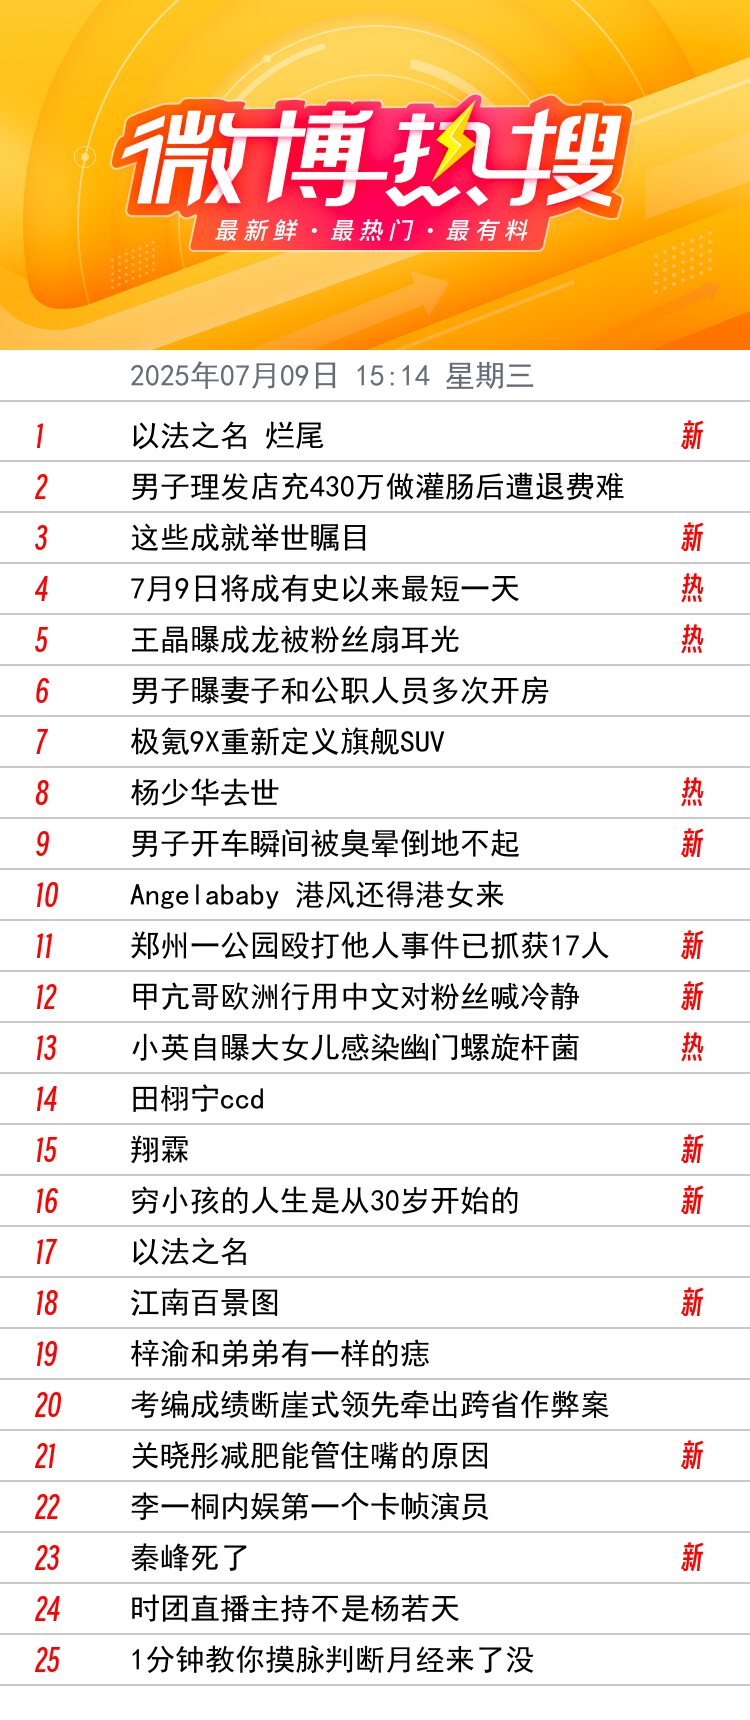 微博热搜
最新鲜·最热门·最有料
2025年07月09日 15:14 星期三
1 以法之名 烂尾 新
2 男子理发店充430万做灌肠后遭退费难
3 这些成就举世瞩目 新
4 7月9日将成有史以来最短一天 热
5 王晶曝成龙被粉丝扇耳光 热
6 男子曝妻子和公职人员多次开房
7 极氪9X重新定义旗舰SUV
8 杨少华去世 热
9 男子开车瞬间被臭晕倒地不起 新
10 Angelababy 港风还得港女来
11 郑州一公园殴打他人事件已抓获17人 新
12 甲亢哥欧洲行用中文对粉丝喊冷静 新
13 小英自曝大女儿感染幽门螺旋杆菌 热
14 田栩宁ccd
15 翔霖 新
16 穷小孩的人生是从30岁开始的 新
17 以法之名
18 江南百景图 新
19 梓渝和弟弟有一样的痣
20 考编成绩断崖式领先牵出跨省作弊案
21 关晓彤减肥能管住嘴的原因 新
22 李一桐内娱第一个卡帧演员
23 秦峰死了 新
24 时团直播主持不是杨若天
25 1分钟教你摸脉判断月经来了没